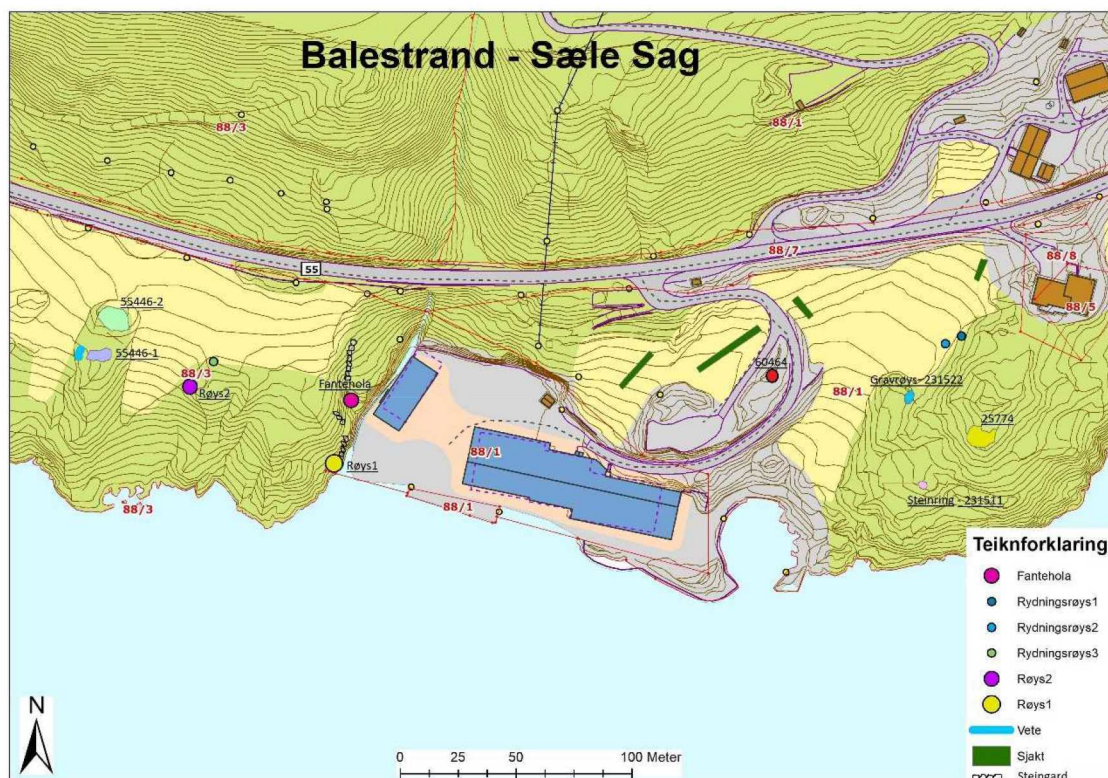 Balestrand - Sæle Sag
88/3
88/1
88/7
55
88/8
88/5
55446-2
55446-1
88/3
Røys2
Fantehola
Røys1
60464
88/1
Gravrøys- 231522
25774
Steinring - 231511
88/1
88/1
88/3
Teiknforklaring
Fantehola
Rydningsrøys1
Rydningsrøys2
Rydningsrøys3
Røys2
Røys1
Vete
Sjakt
Steingard
N
0 25 50 100 Meter